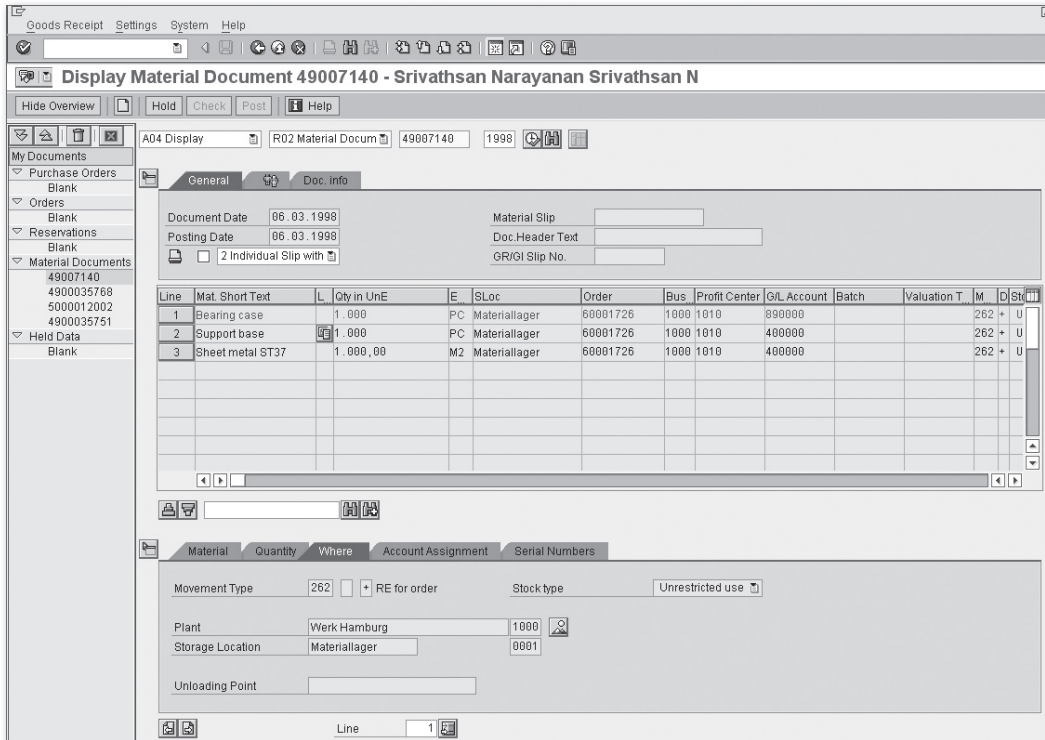 Goods Receipt Settings System Help
Display Material Document 49007140 - Srivathsan Narayanan Srivathsan N
Hide Overview Hold Check Post Help
A04 Display R02 Material Docum 49007140 1998
My Documents
Purchase Orders
Blank
Orders
Blank
Reservations
Blank
Material Documents
49007140
4900035768
5000012002
4900035751
Held Data
Blank
General Doc. info
Document Date 06.03.1998 Material Slip
Posting Date 06.03.1998 Doc.Header Text
2 Individual Slip with GR/GI Slip No.
Line Mat. Short Text L... Qty in UnE E... SLoc Order Bus Profit Center G/L Account Batch Valuation T... M... D Sto
1 Bearing case 1.000 PC Materiallager 60001726 1000 1010 890000 262 + U
2 Support base 1.000 PC Materiallager 60001726 1000 1010 400000 262 + U
3 Sheet metal ST37 1.000,00 M2 Materiallager 60001726 1000 1010 400000 262 + U
Material Quantity Where Account Assignment Serial Numbers
Movement Type 262 + RE for order Stock type Unrestricted use
Plant Werk Hamburg 1000
Storage Location Materiallager 0001
Unloading Point
Line 1